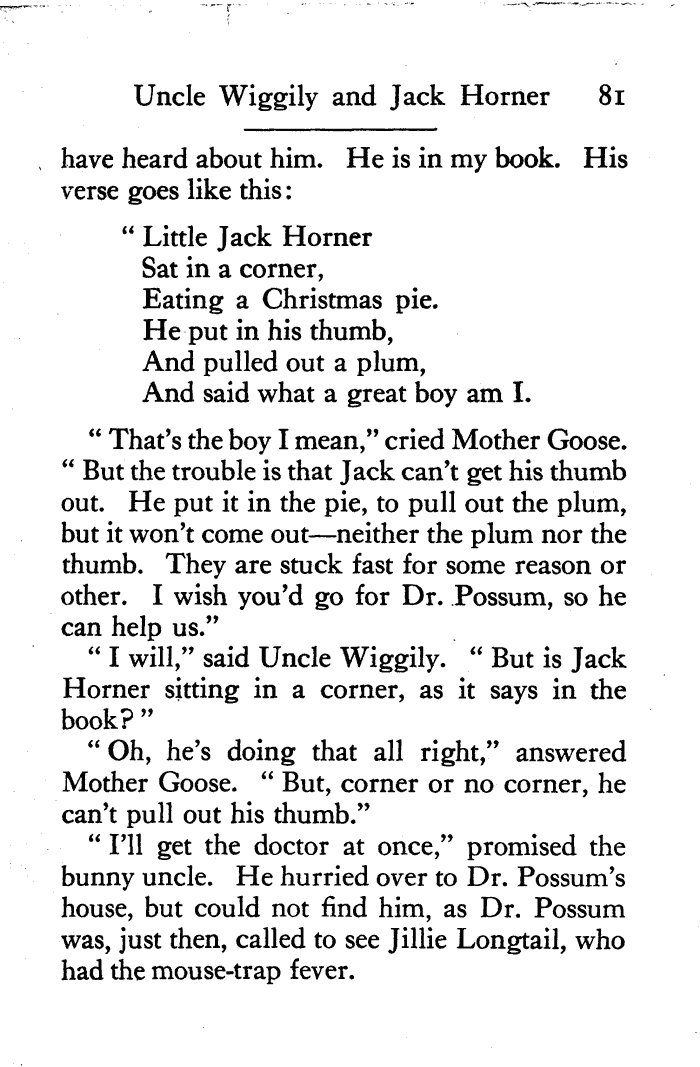 Uncle Wiggily and Jack Horner 81
have heard about him. He is in my book. His
verse goes like this:
“ Little Jack Horner
Sat in a corner,
Eating a Christmas pie.
He put in his thumb,
And pulled out a plum,
And said what a great boy am I.
“ That's the boy I mean,” cried Mother Goose.
“ But the trouble is that Jack can't get his thumb
out. He put it in the pie, to pull out the plum,
but it won't come out—neither the plum nor the
thumb. They are stuck fast for some reason or
other. I wish you'd go for Dr. Possum, so he
can help us.”
“ I will,” said Uncle Wiggily. “ But is Jack
Horner sitting in a corner, as it says in the
book? ”
“ Oh, he's doing that all right,” answered
Mother Goose. “ But, corner or no corner, he
can't pull out his thumb.”
“ I'll get the doctor at once,” promised the
bunny uncle. He hurried over to Dr. Possum's
house, but could not find him, as Dr. Possum
was, just then, called to see Jillie Longtail, who
had the mouse-trap fever.